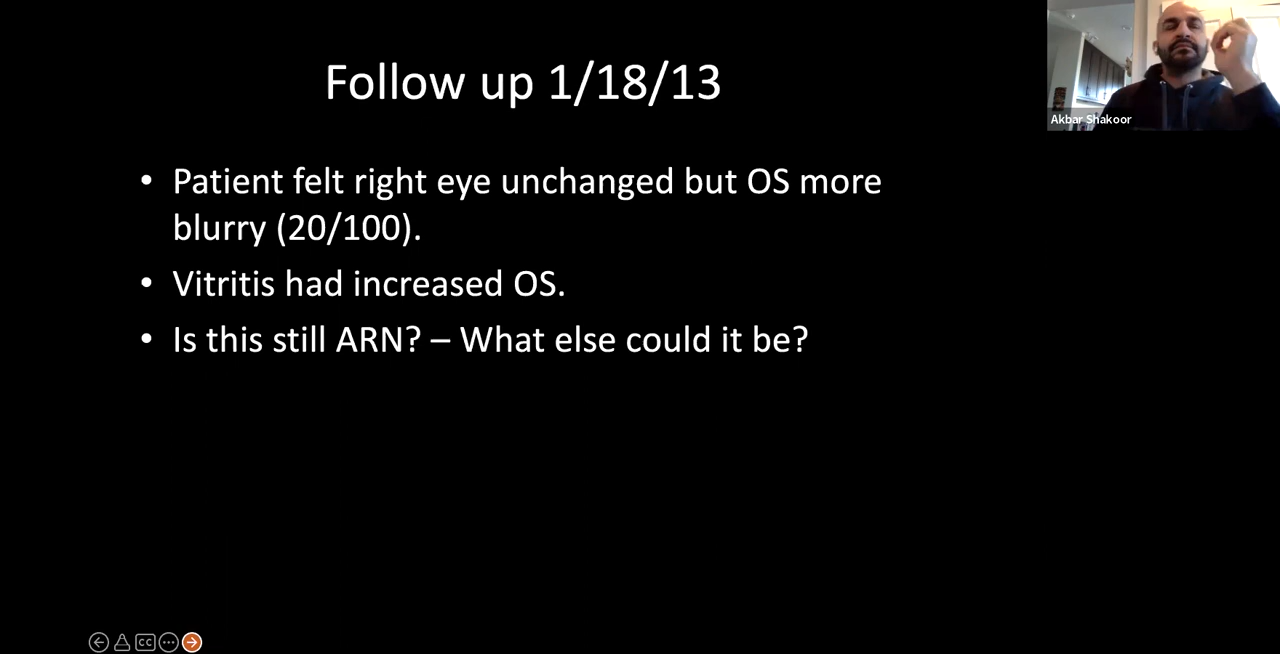 Follow up 1/18/13
Akbar Shakoor
• Patient felt right eye unchanged but OS more
blurry (20/100).
• Vitritis had increased OS.
• Is this still ARN? – What else could it be?
CC